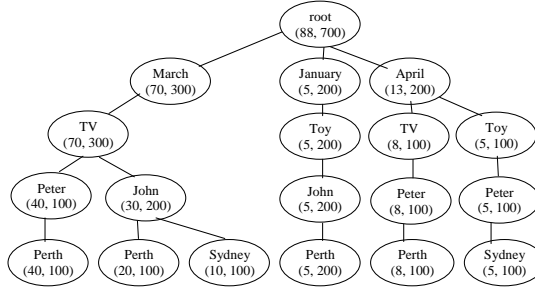 root
(88, 700)
March
(70, 300)
January
(5, 200)
April
(13, 200)
TV
(70, 300)
Toy
(5, 200)
TV
(8, 100)
Toy
(5, 100)
Peter
(40, 100)
John
(30, 200)
John
(5, 200)
Peter
(8, 100)
Peter
(5, 100)
Perth
(40, 100)
Perth
(20, 100)
Sydney
(10, 100)
Perth
(5, 200)
Perth
(8, 100)
Sydney
(5, 100)